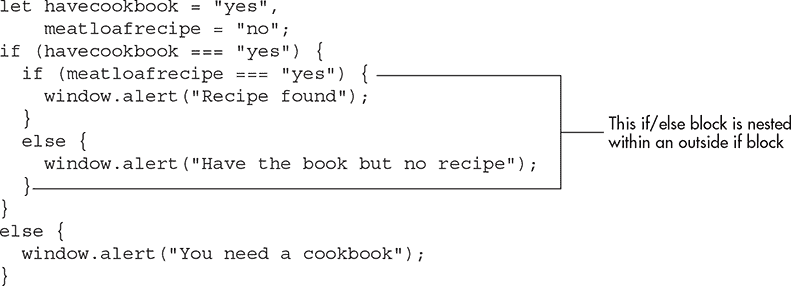 let havecookbook = "yes",
    meatloafrecipe = "no";
if (havecookbook === "yes") {
  if (meatloafrecipe === "yes") {
    window.alert("Recipe found");
  }
  else {
    window.alert("Have the book but no recipe");
  }
}
else {
  window.alert("You need a cookbook");
}
This if/else block is nested
within an outside if block